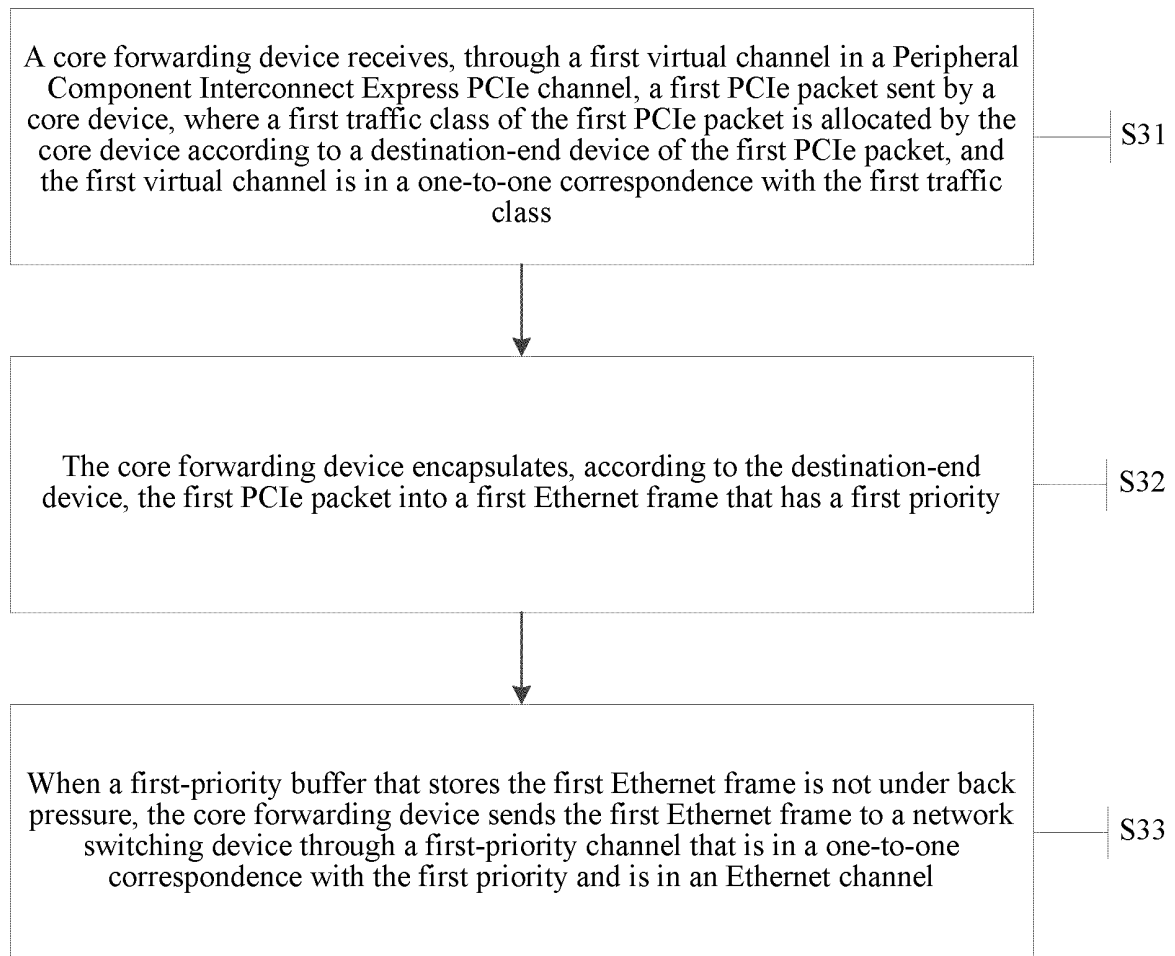 A core forwarding device receives, through a first virtual channel in a Peripheral
Component Interconnect Express PCIe channel, a first PCIe packet sent by a
core device, where a first traffic class of the first PCIe packet is allocated by the
core device according to a destination-end device of the first PCIe packet, and
the first virtual channel is in a one-to-one correspondence with the first traffic
class
S31
The core forwarding device encapsulates, according to the destination-end
device, the first PCIe packet into a first Ethernet frame that has a first priority
S32
When a first-priority buffer that stores the first Ethernet frame is not under back
pressure, the core forwarding device sends the first Ethernet frame to a network
switching device through a first-priority channel that is in a one-to-one
correspondence with the first priority and is in an Ethernet channel
S33